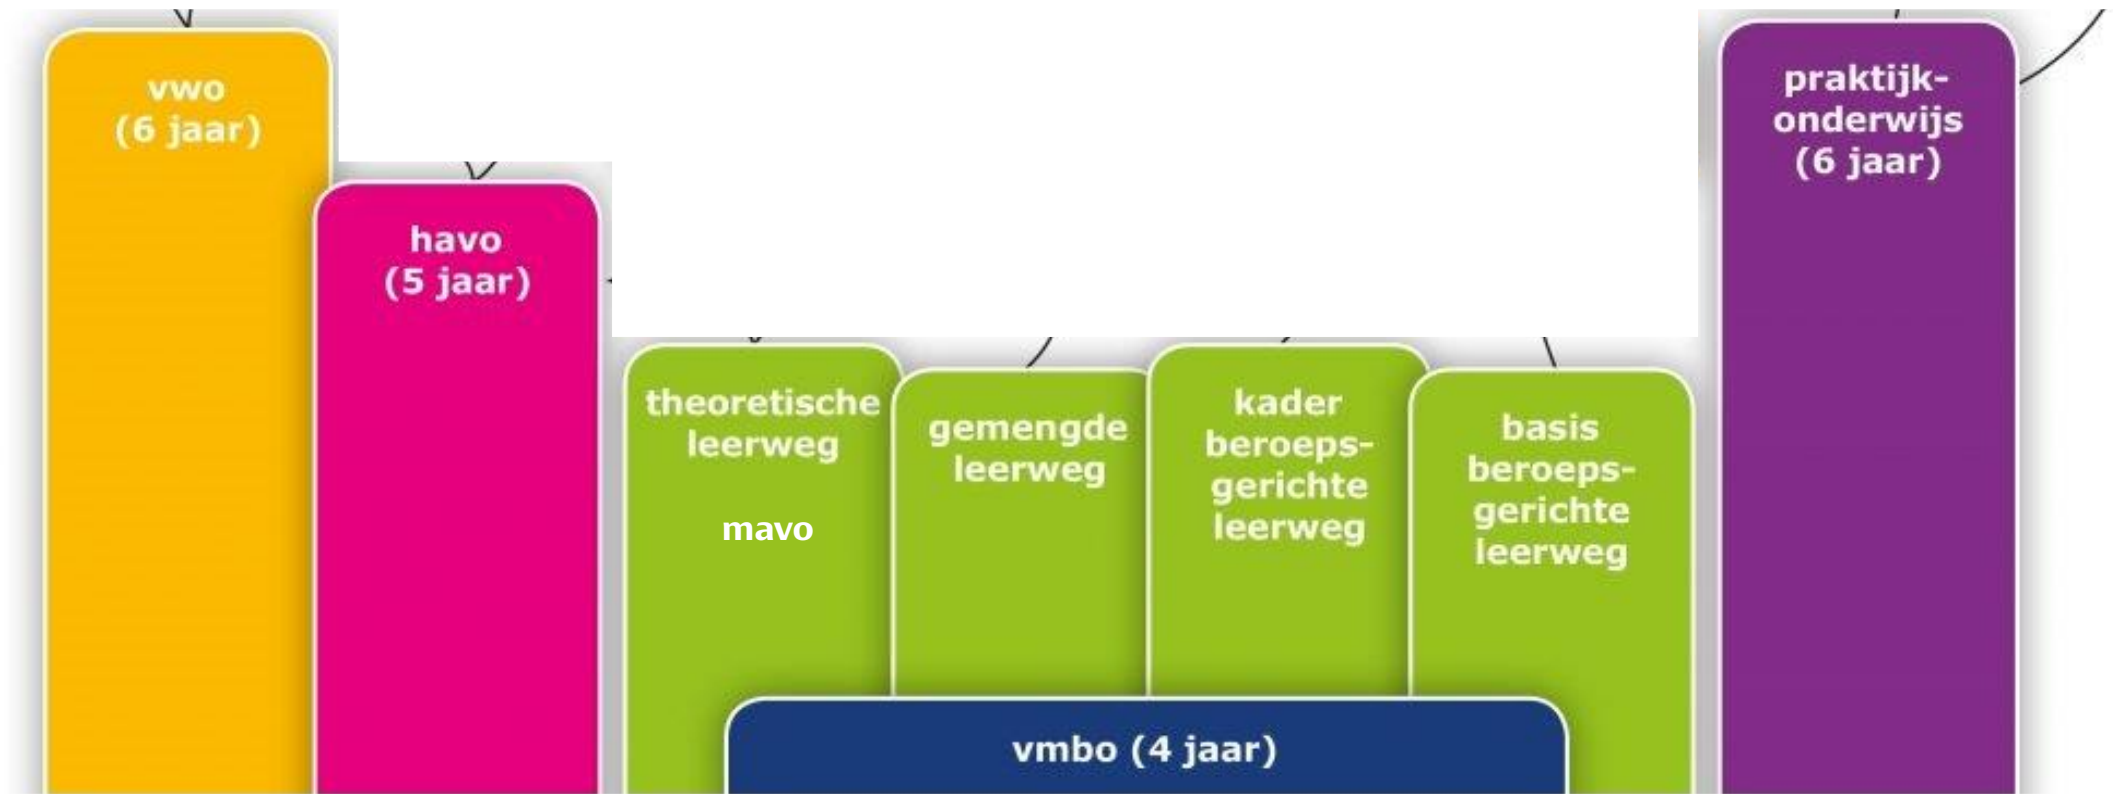 vwo
(6 jaar)
havo
(5 jaar)
theoretische
leerweg
mavo
gemengde
leerweg
kader
beroeps-
gerichte
leerweg
basis
beroeps-
gerichte
leerweg
vmbo (4 jaar)
praktijk-
onderwijs
(6 jaar)